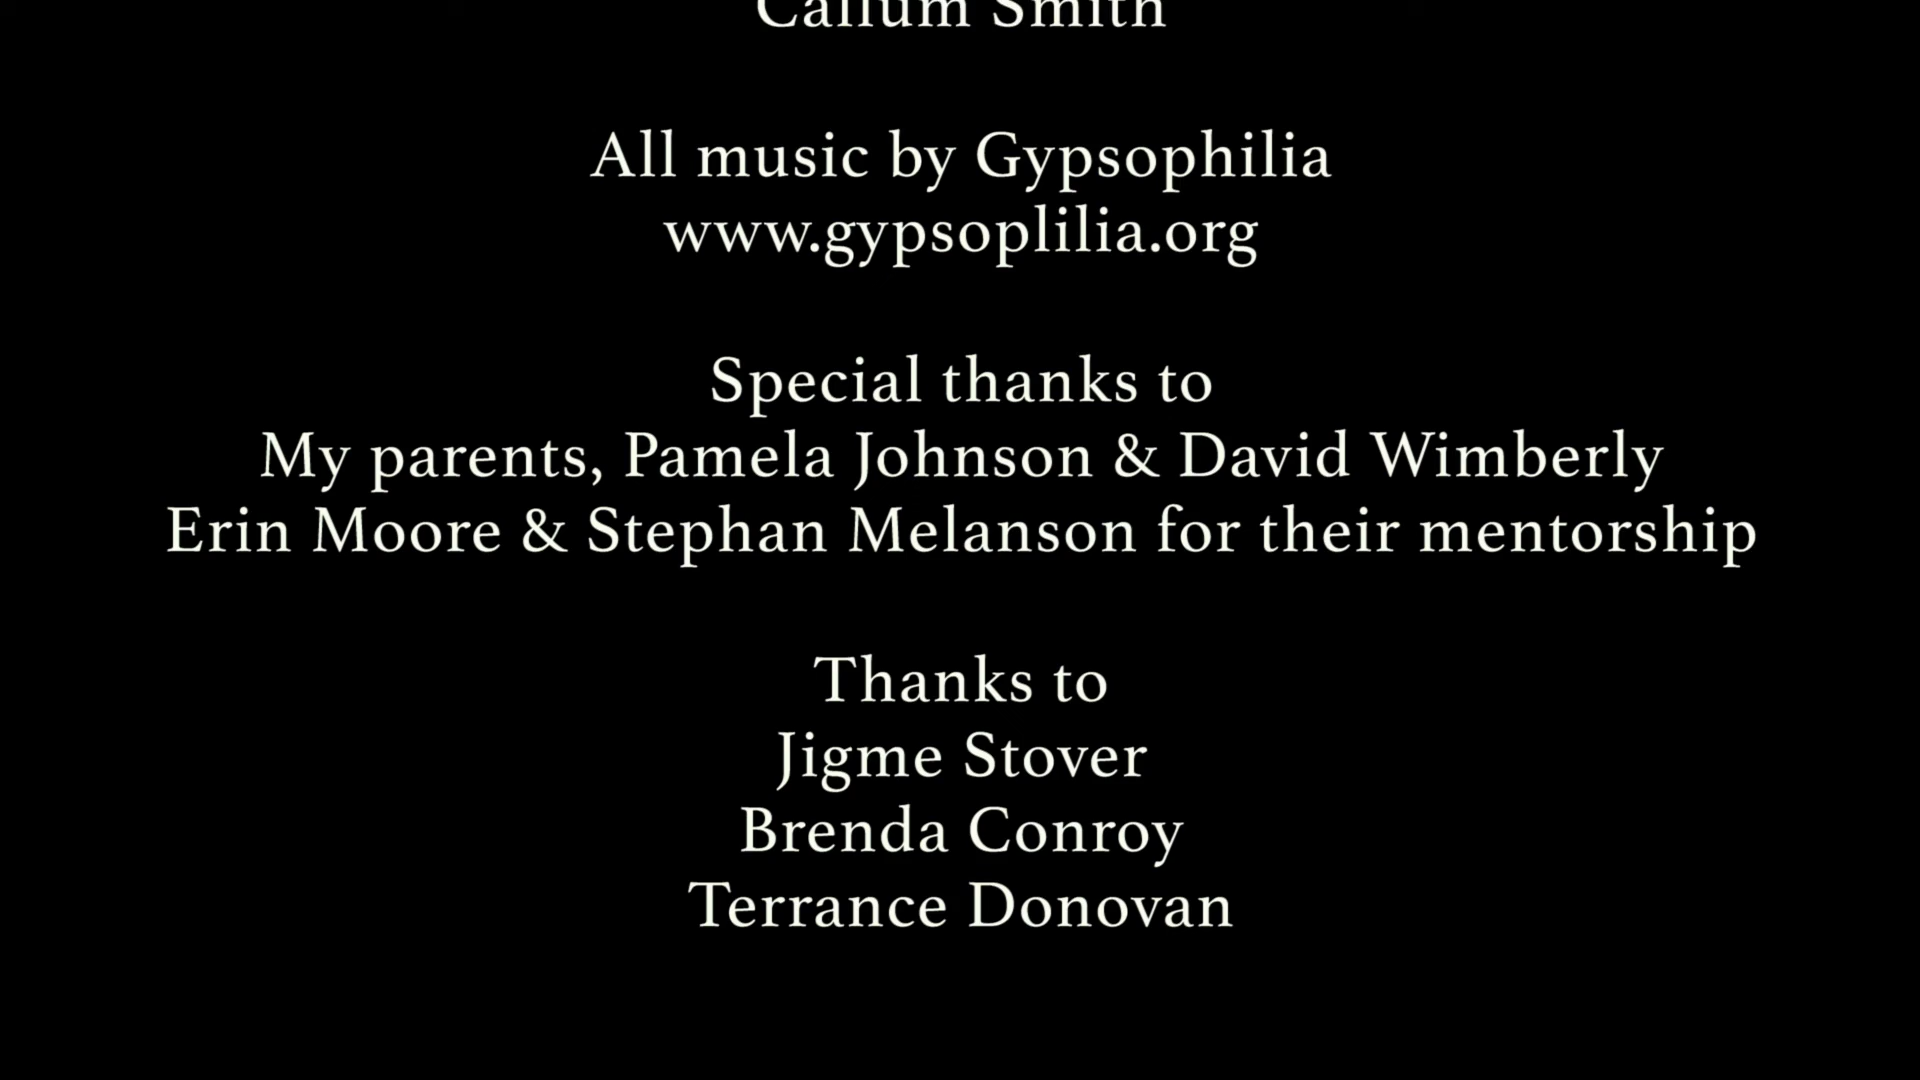 Callum Smith
All music by Gypsophilia
www.gypsoplilia.org
Special thanks to
My parents, Pamela Johnson & David Wimberly
Erin Moore & Stephan Melanson for their mentorship
Thanks to
Jigme Stover
Brenda Conroy
Terrance Donovan